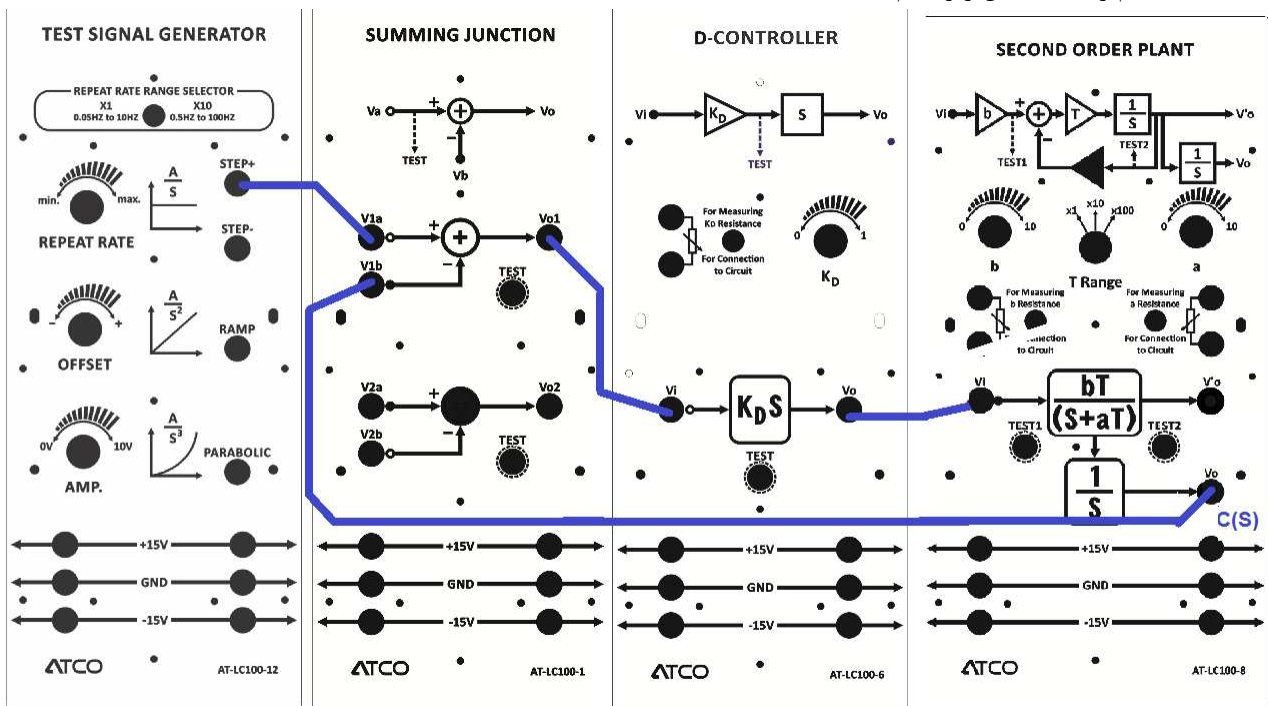 TEST SIGNAL GENERATOR
REPEAT RATE RANGE SELECTOR
X1
0.05HZ to 10HZ
X10
0.5HZ to 100HZ
min.
max.
REPEAT RATE
A
S
STEP+
STEP-
-
+
OFFSET
A
S²
RAMP
0V
10V
AMP.
A
S³
PARABOLIC
+15V
GND
-15V
ATCO
AT-LC100-12
SUMMING JUNCTION
Va
+
+
Vo
−
TEST
Vb
V1a
+
+
Vo1
V1b
−
TEST
V2a
+
Vo2
V2b
−
TEST
+15V
GND
-15V
ATCO
AT-LC100-1
D-CONTROLLER
Vi
KD
S
Vo
TEST
For Measuring
KD Resistance
For Connection
to Circuit
0
1
KD
Vi
KDS
Vo
TEST
+15V
GND
-15V
ATCO
AT-LC100-6
SECOND ORDER PLANT
Vi
b
+
+
T
1
S
V'o
−
TEST1
TEST2
1
S
Vo
0
10
b
x1
x10
x100
T Range
0
10
a
For Measuring
b Resistance
to Circuit
For Measuring
a Resistance
For Connection
to Circuit
Vi
bT
(S+aT)
V'o
TEST1
TEST2
1
S
Vo
C(S)
+15V
GND
-15V
ATCO
AT-LC100-8